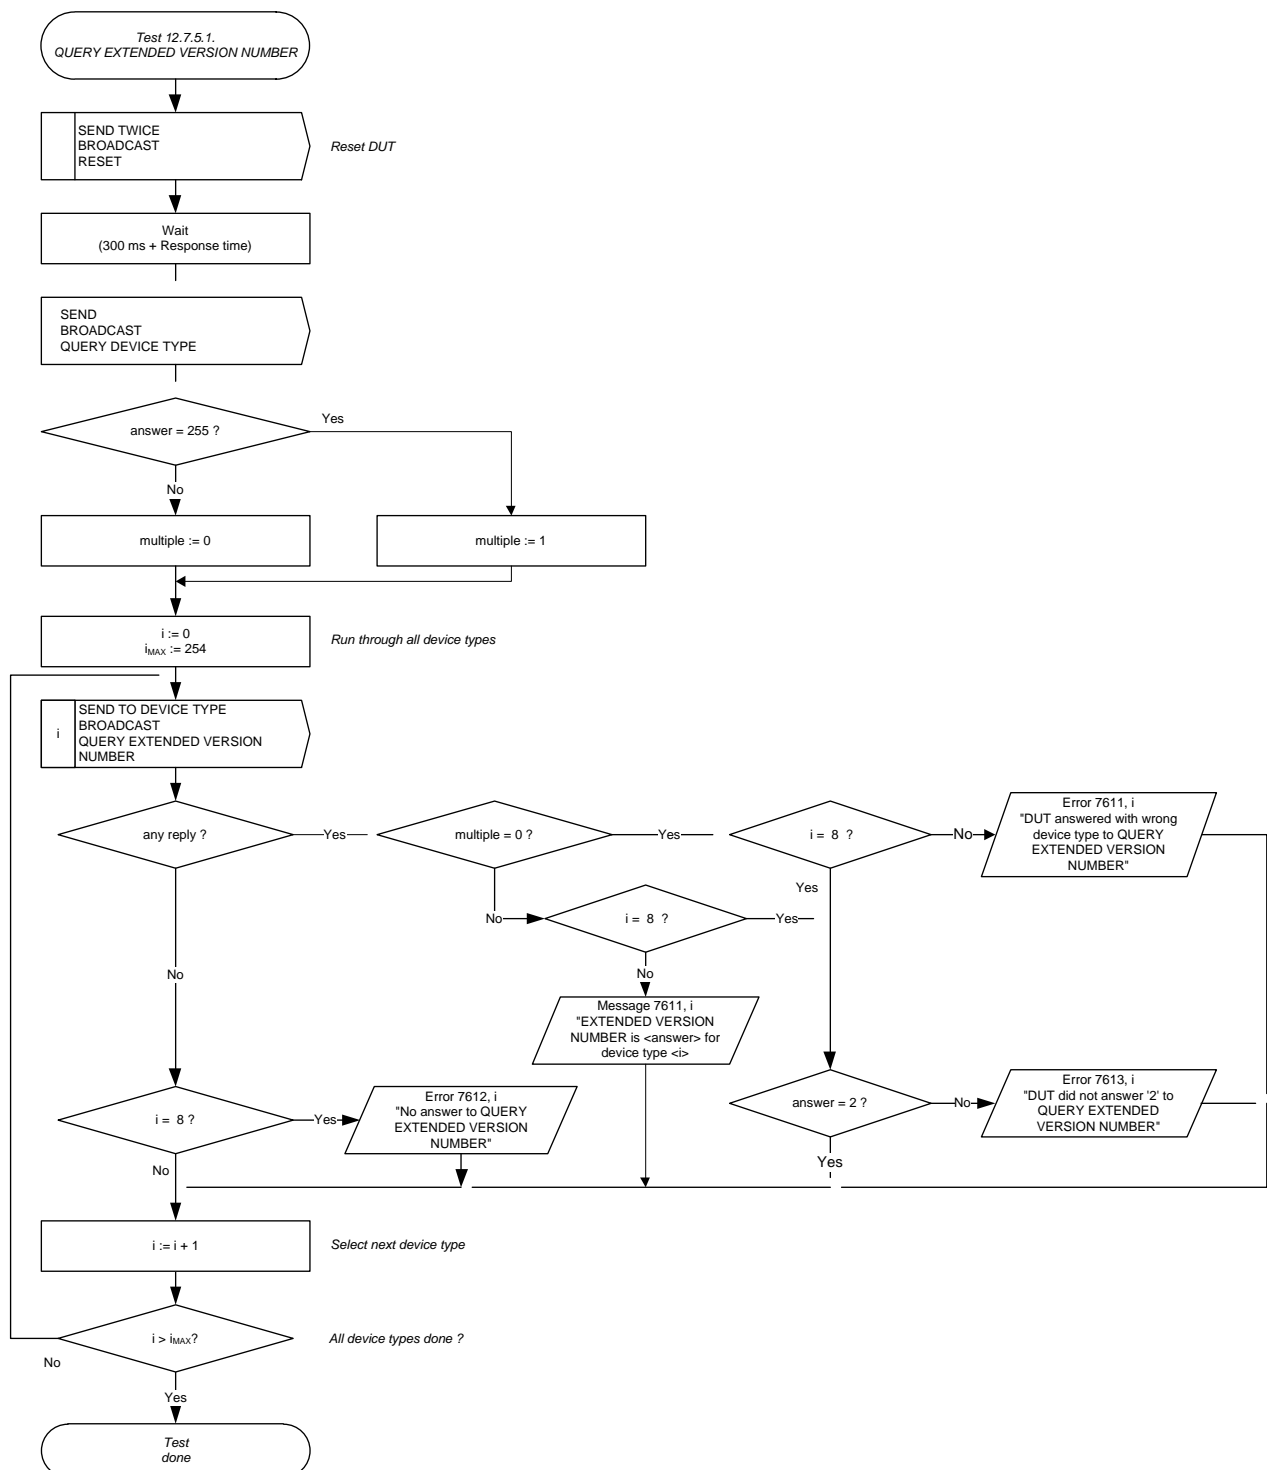 Test 12.7.5.1.
QUERY EXTENDED VERSION NUMBER
SEND TWICE
BROADCAST
RESET
Reset DUT
Wait
(300 ms + Response time)
SEND
BROADCAST
QUERY DEVICE TYPE
answer = 255 ?
Yes
No
multiple := 0
multiple := 1
i := 0
iMAX := 254
Run through all device types
i
SEND TO DEVICE TYPE
BROADCAST
QUERY EXTENDED VERSION
NUMBER
any reply ?
Yes
multiple = 0 ?
Yes
i = 8 ?
No
Error 7611, i
"DUT answered with wrong
device type to QUERY
EXTENDED VERSION
NUMBER"
Yes
No
i = 8 ?
Yes
No
No
Message 7611, i
"EXTENDED VERSION
NUMBER is <answer> for
device type <i>
i = 8 ?
Yes
Error 7612, i
"No answer to QUERY
EXTENDED VERSION
NUMBER"
answer = 2 ?
No
Error 7613, i
"DUT did not answer '2' to
QUERY EXTENDED
VERSION NUMBER"
No
Yes
i := i + 1
Select next device type
i > iMAX?
All device types done ?
No
Yes
Test
done